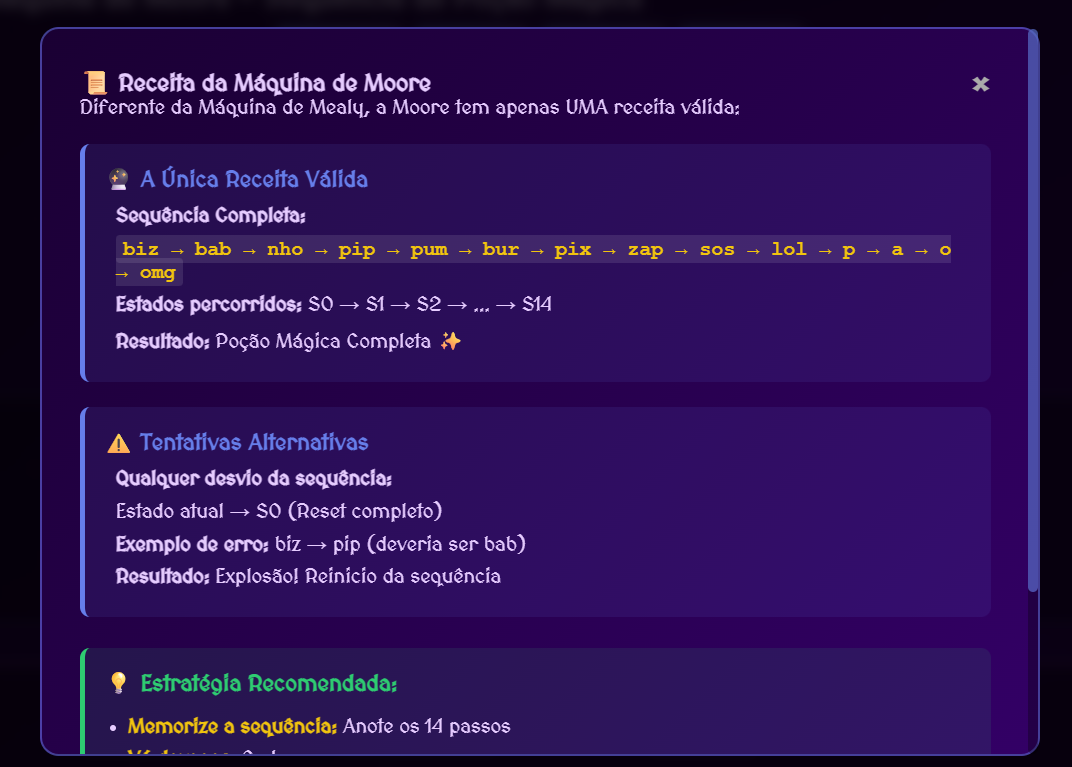 Receita da Máquina de Moore
Diferente da Máquina de Mealy, a Moore tem apenas UMA receita válida:
A Única Receita Válida
Sequência Completa:
biz → bab → nho → pip → pum → bur → pix → zap → sos → lol → p → a → o
→ omg
Estados percorridos: S0 → S1 → S2 → ... → S14
Resultado: Poção Mágica Completa ✨
Tentativas Alternativas
Qualquer desvio da sequência:
Estado atual → S0 (Reset completo)
Exemplo de erro: biz → pip (deveria ser bab)
Resultado: Explosão! Reinício da sequência
Estratégia Recomendada:
• Memorize a sequência: Anote os 14 passos